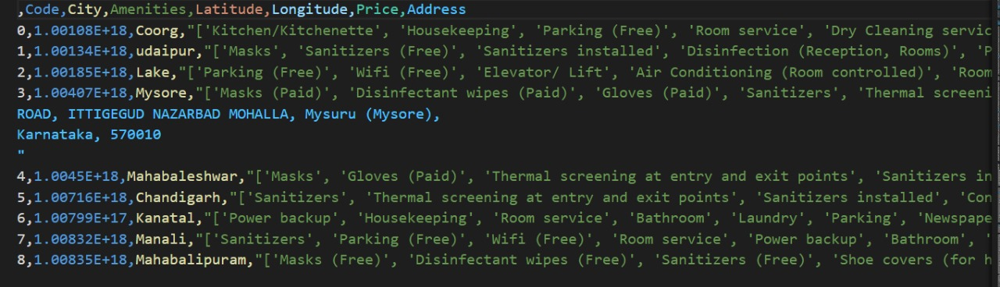 ,Code,City,Amenities,Latitude,Longitude,Price,Address
0,1.00108E+18,Coorg,"['Kitchen/Kitchenette', 'Housekeeping', 'Parking (Free)', 'Room service', 'Dry Cleaning servic
1,1.00134E+18,udaipur,"['Masks', 'Sanitizers (Free)', 'Sanitizers installed', 'Disinfection (Reception, Rooms)', 'P
2,1.00185E+18,Lake,"['Parking (Free)', 'Wifi (Free)', 'Elevator/ Lift', 'Air Conditioning (Room controlled)', 'Room
3,1.00407E+18,Mysore,"['Masks (Paid)', 'Disinfectant wipes (Paid)', 'Gloves (Paid)', 'Sanitizers', 'Thermal screeni
ROAD, ITTIGEGUD NAZARBAD MOHALLA, Mysuru (Mysore),
Karnataka, 570010
"
4,1.0045E+18,Mahabaleshwar,"['Masks', 'Gloves (Paid)', 'Thermal screening at entry and exit points', 'Sanitizers in
5,1.00716E+18,Chandigarh,"['Sanitizers', 'Thermal screening at entry and exit points', 'Sanitizers installed', 'Con
6,1.00799E+17,Kanatal,"['Power backup', 'Housekeeping', 'Room service', 'Bathroom', 'Laundry', 'Parking', 'Newspape
7,1.00832E+18,Manali,"['Sanitizers', 'Parking (Free)', 'Wifi (Free)', 'Room service', 'Power backup', 'Bathroom', '
8,1.00835E+18,Mahabalipuram,"['Masks (Free)', 'Disinfectant wipes (Free)', 'Sanitizers (Free)', 'Shoe covers (for h